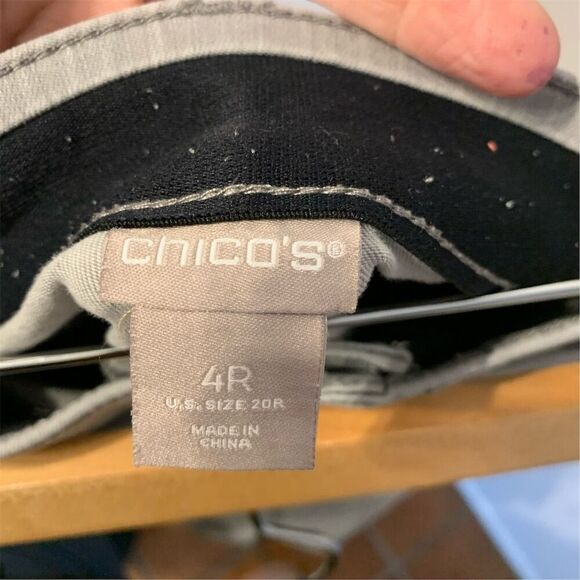 chico's®
4R
U.S. SIZE 20R
MADE IN
CHINA